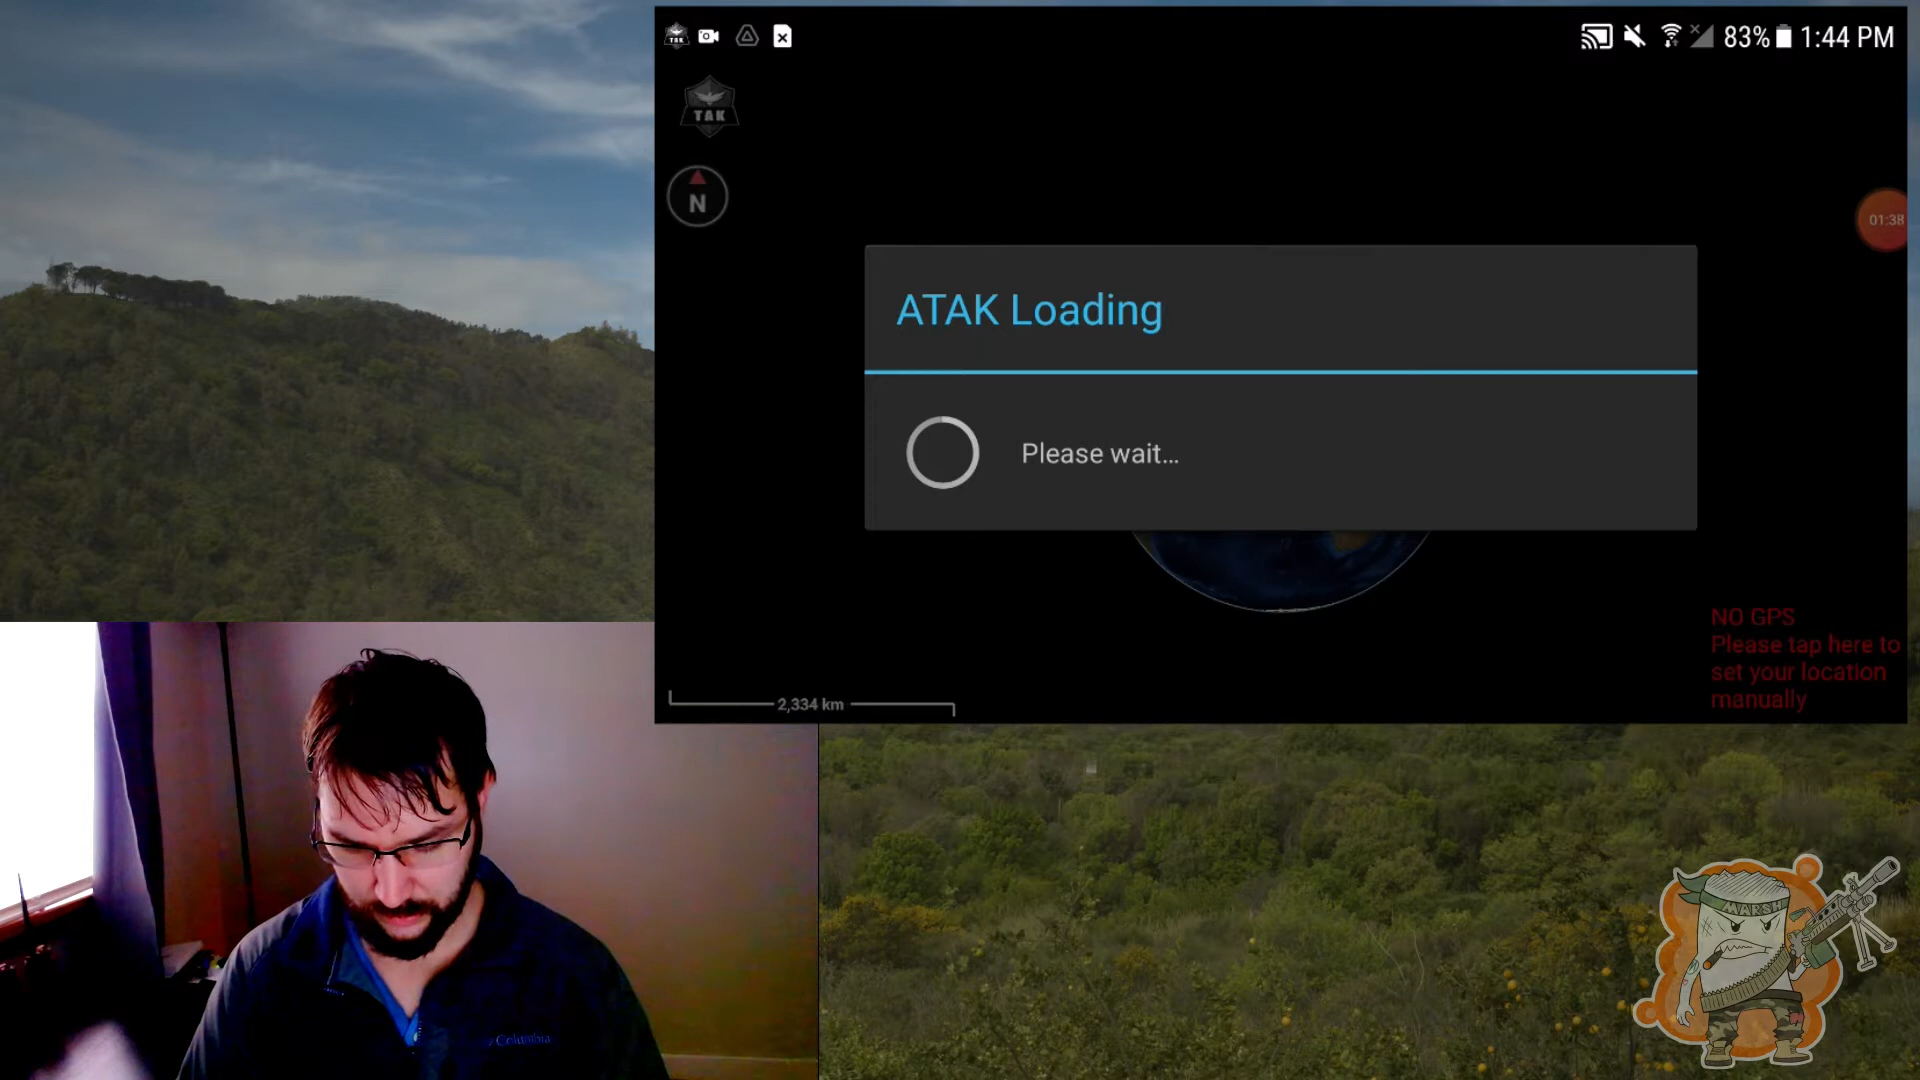 TAK
83% 1:44 PM
TAK
N
01:38
ATAK Loading
Please wait...
NO GPS
Please tap here to
set your location
manually
2,334 km
Columbia
MARSH